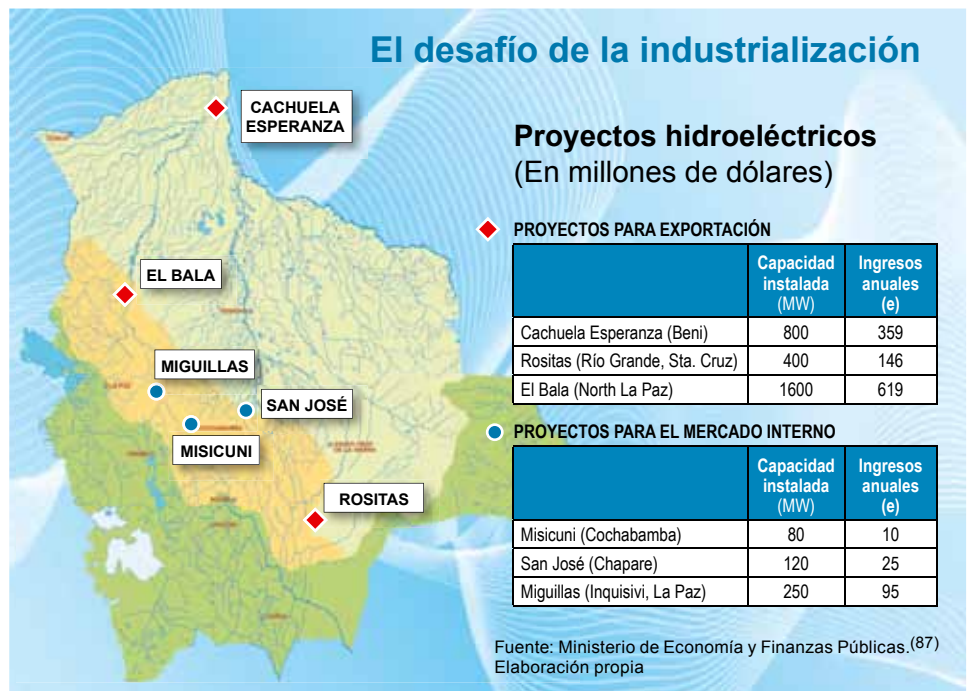 El desafío de la industrialización
CACHUELA
ESPERANZA
EL BALA
MIGUILLAS
SAN JOSÉ
MISICUNI
ROSITAS
Proyectos hidroeléctricos
(En millones de dólares)
PROYECTOS PARA EXPORTACIÓN
Capacidad instalada (MW) Ingresos anuales (e)
Cachuela Esperanza (Beni) 800 359
Rositas (Río Grande, Sta. Cruz) 400 146
El Bala (North La Paz) 1600 619
PROYECTOS PARA EL MERCADO INTERNO
Capacidad instalada (MW) Ingresos anuales (e)
Misicuni (Cochabamba) 80 10
San José (Chapare) 120 25
Miguillas (Inquisivi, La Paz) 250 95
Fuente: Ministerio de Economía y Finanzas Públicas.(87)
Elaboración propia